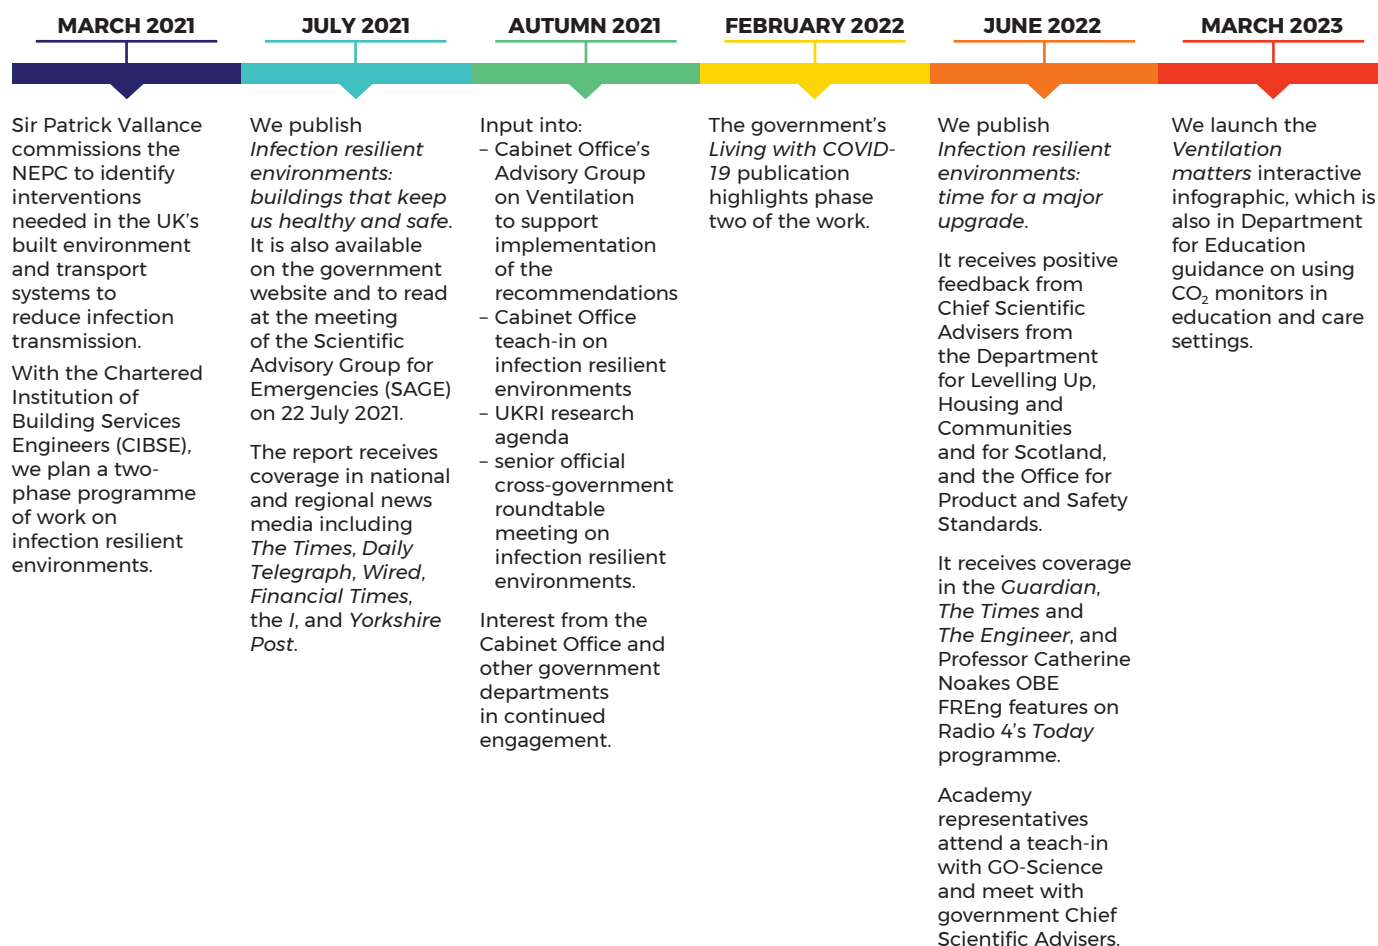 MARCH 2021
Sir Patrick Vallance
commissions the
NEPC to identify
interventions
needed in the UK’s
built environment
and transport
systems to
reduce infection
transmission.
With the Chartered
Institution of
Building Services
Engineers (CIBSE),
we plan a two-
phase programme
of work on
infection resilient
environments.
JULY 2021
We publish
Infection resilient
environments:
buildings that keep
us healthy and safe.
It is also available
on the government
website and to read
at the meeting
of the Scientific
Advisory Group for
Emergencies (SAGE)
on 22 July 2021.
The report receives
coverage in national
and regional news
media including
The Times, Daily
Telegraph, Wired,
Financial Times,
the I, and Yorkshire
Post.
AUTUMN 2021
Input into:
– Cabinet Office’s
Advisory Group
on Ventilation
to support
implementation
of the
recommendations
– Cabinet Office
teach-in on
infection resilient
environments
– UKRI research
agenda
– senior official
cross-government
roundtable
meeting on
infection resilient
environments.
Interest from the
Cabinet Office and
other government
departments
in continued
engagement.
FEBRUARY 2022
The government’s
Living with COVID-
19 publication
highlights phase
two of the work.
JUNE 2022
We publish
Infection resilient
environments:
time for a major
upgrade.
It receives positive
feedback from
Chief Scientific
Advisers from
the Department
for Levelling Up,
Housing and
Communities
and for Scotland,
and the Office for
Product and Safety
Standards.
It receives coverage
in the Guardian,
The Times and
The Engineer, and
Professor Catherine
Noakes OBE
FREng features on
Radio 4’s Today
programme.
Academy
representatives
attend a teach-in
with GO-Science
and meet with
government Chief
Scientific Advisers.
MARCH 2023
We launch the
Ventilation
matters interactive
infographic, which is
also in Department
for Education
guidance on using
CO₂ monitors in
education and care
settings.